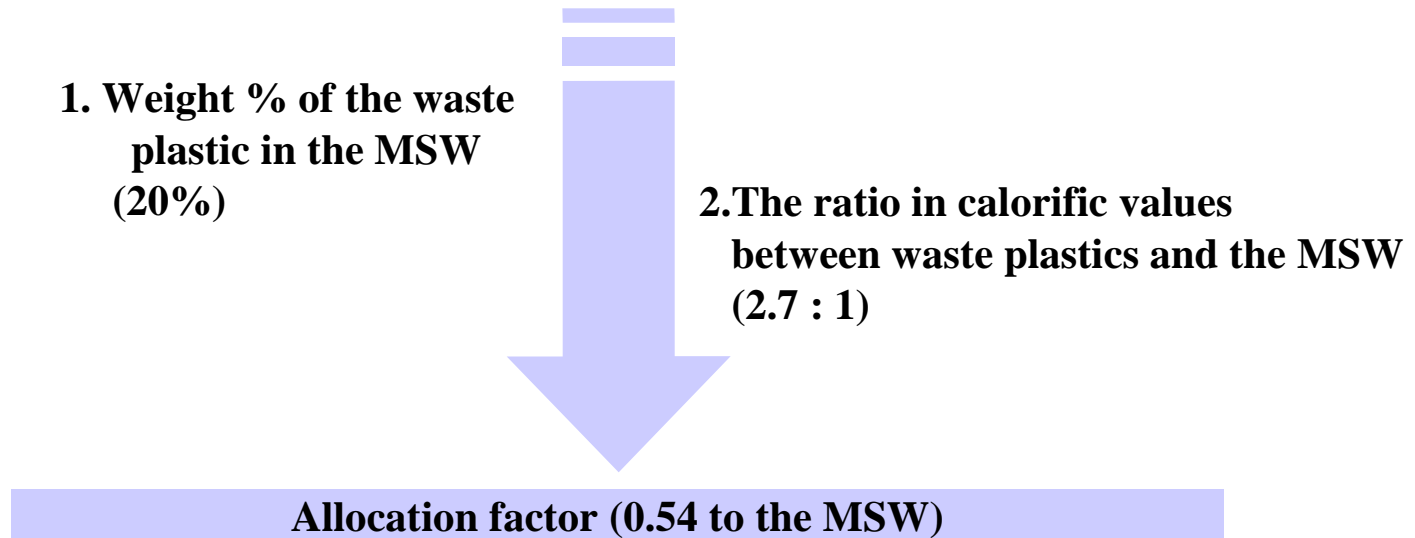 1. Weight % of the waste
plastic in the MSW
(20%)
2.The ratio in calorific values
between waste plastics and the MSW
(2.7 : 1)
Allocation factor (0.54 to the MSW)